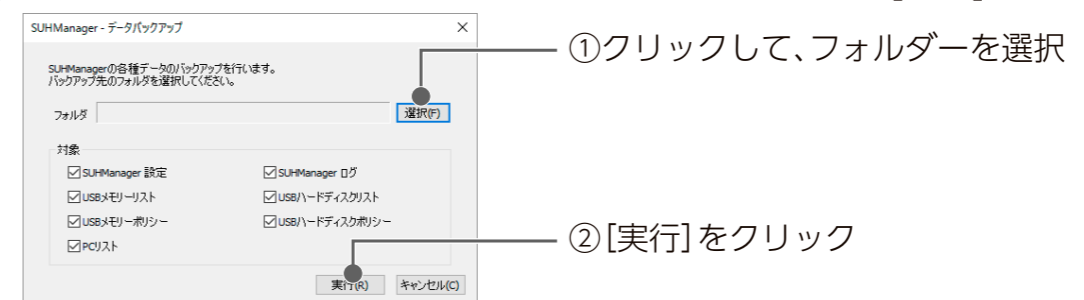 SUHManager - データバックアップ
SUHManagerの各種データのバックアップを行います。
バックアップ先のフォルダを選択してください。
フォルダ 選択(F)
①クリックして、フォルダーを選択
対象
SUHManager 設定 SUHManager ログ
USBメモリーリスト USBハードディスクリスト
USBメモリーポリシー USBハードディスクポリシー
PCリスト
②[実行]をクリック
実行(R) キャンセル(C)